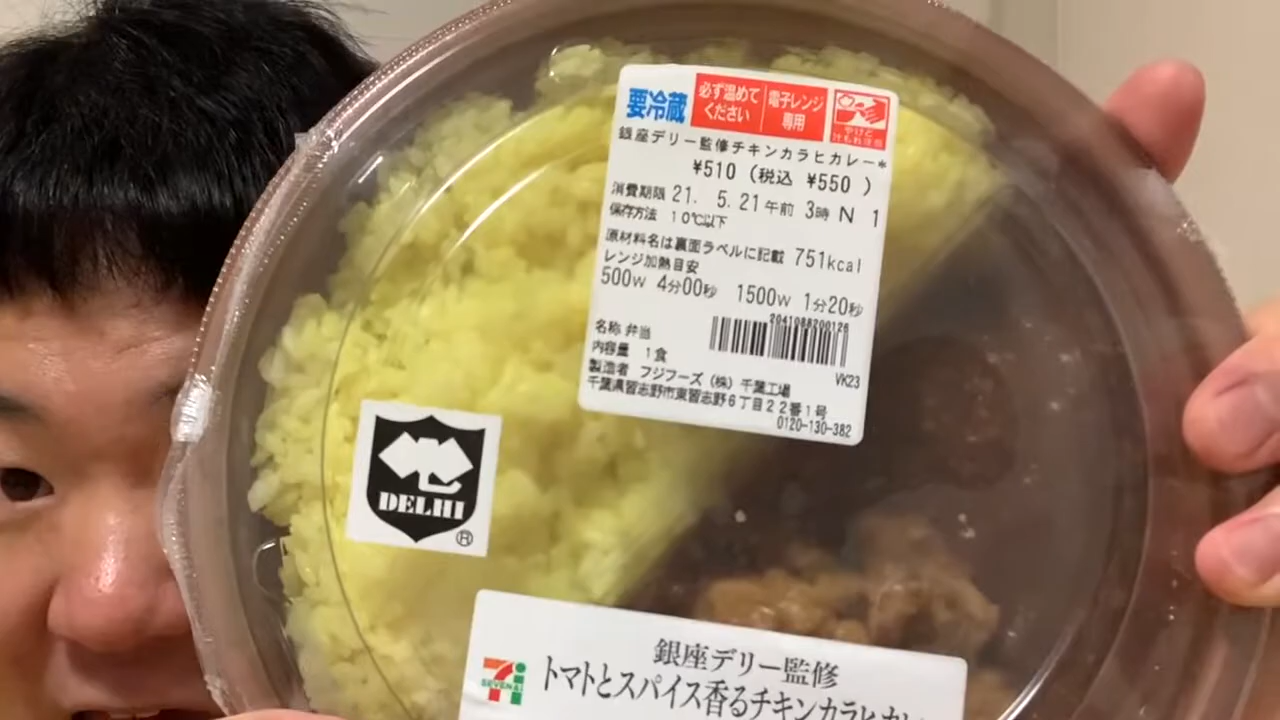 要冷蔵
必ず温めて
ください
電子レンジ
専用
やけど
銀座デリー監修チキンカラヒカレー*
¥510 (税込 ¥550 )
消費期限 21. 5.21午前 3時 N 1
保存方法 10℃以下
原材料名は裏面ラベルに記載 751kcal
レンジ加熱目安
500W 4分00秒 1500W 1分20秒
2041088200126
名称 弁当
内容量 1食
VK23
製造者 フジフーズ (株) 千葉工場
千葉県習志野市東習志野6丁目22番1号
0120-130-382
DELHI
®
銀座デリー監修
トマトとスパイス香るチキンカラヒカレ